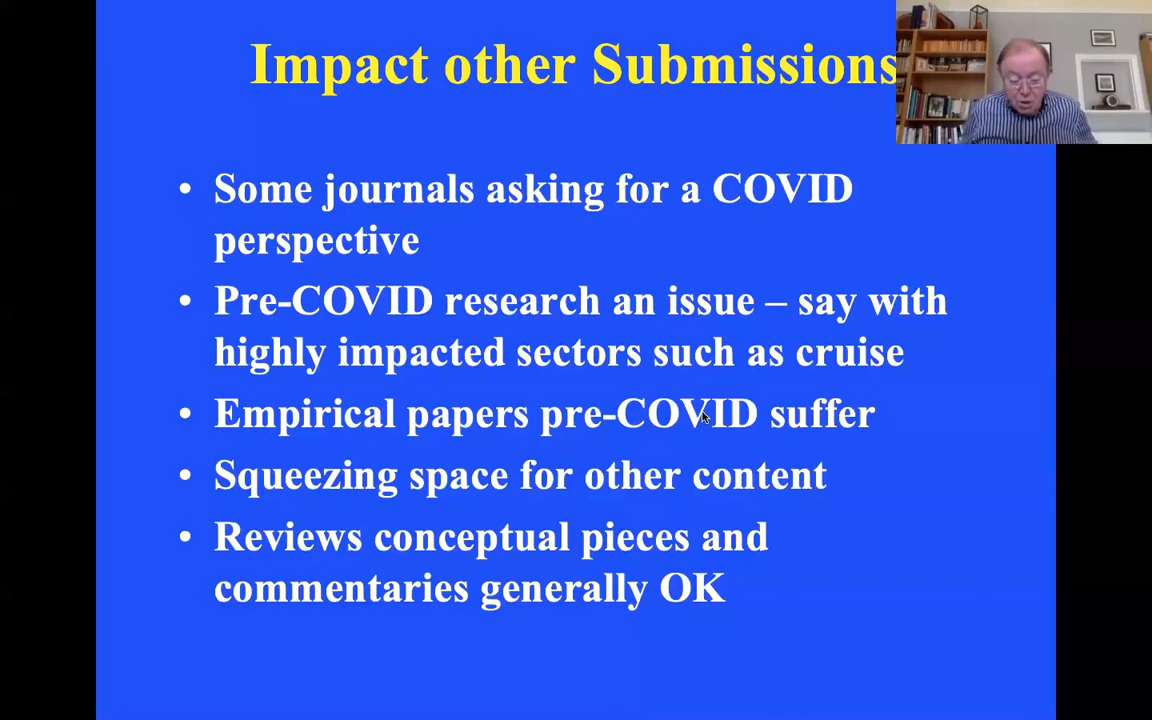 Impact other Submissions
• Some journals asking for a COVID
perspective
• Pre-COVID research an issue – say with
highly impacted sectors such as cruise
• Empirical papers pre-COVID suffer
• Squeezing space for other content
• Reviews conceptual pieces and
commentaries generally OK